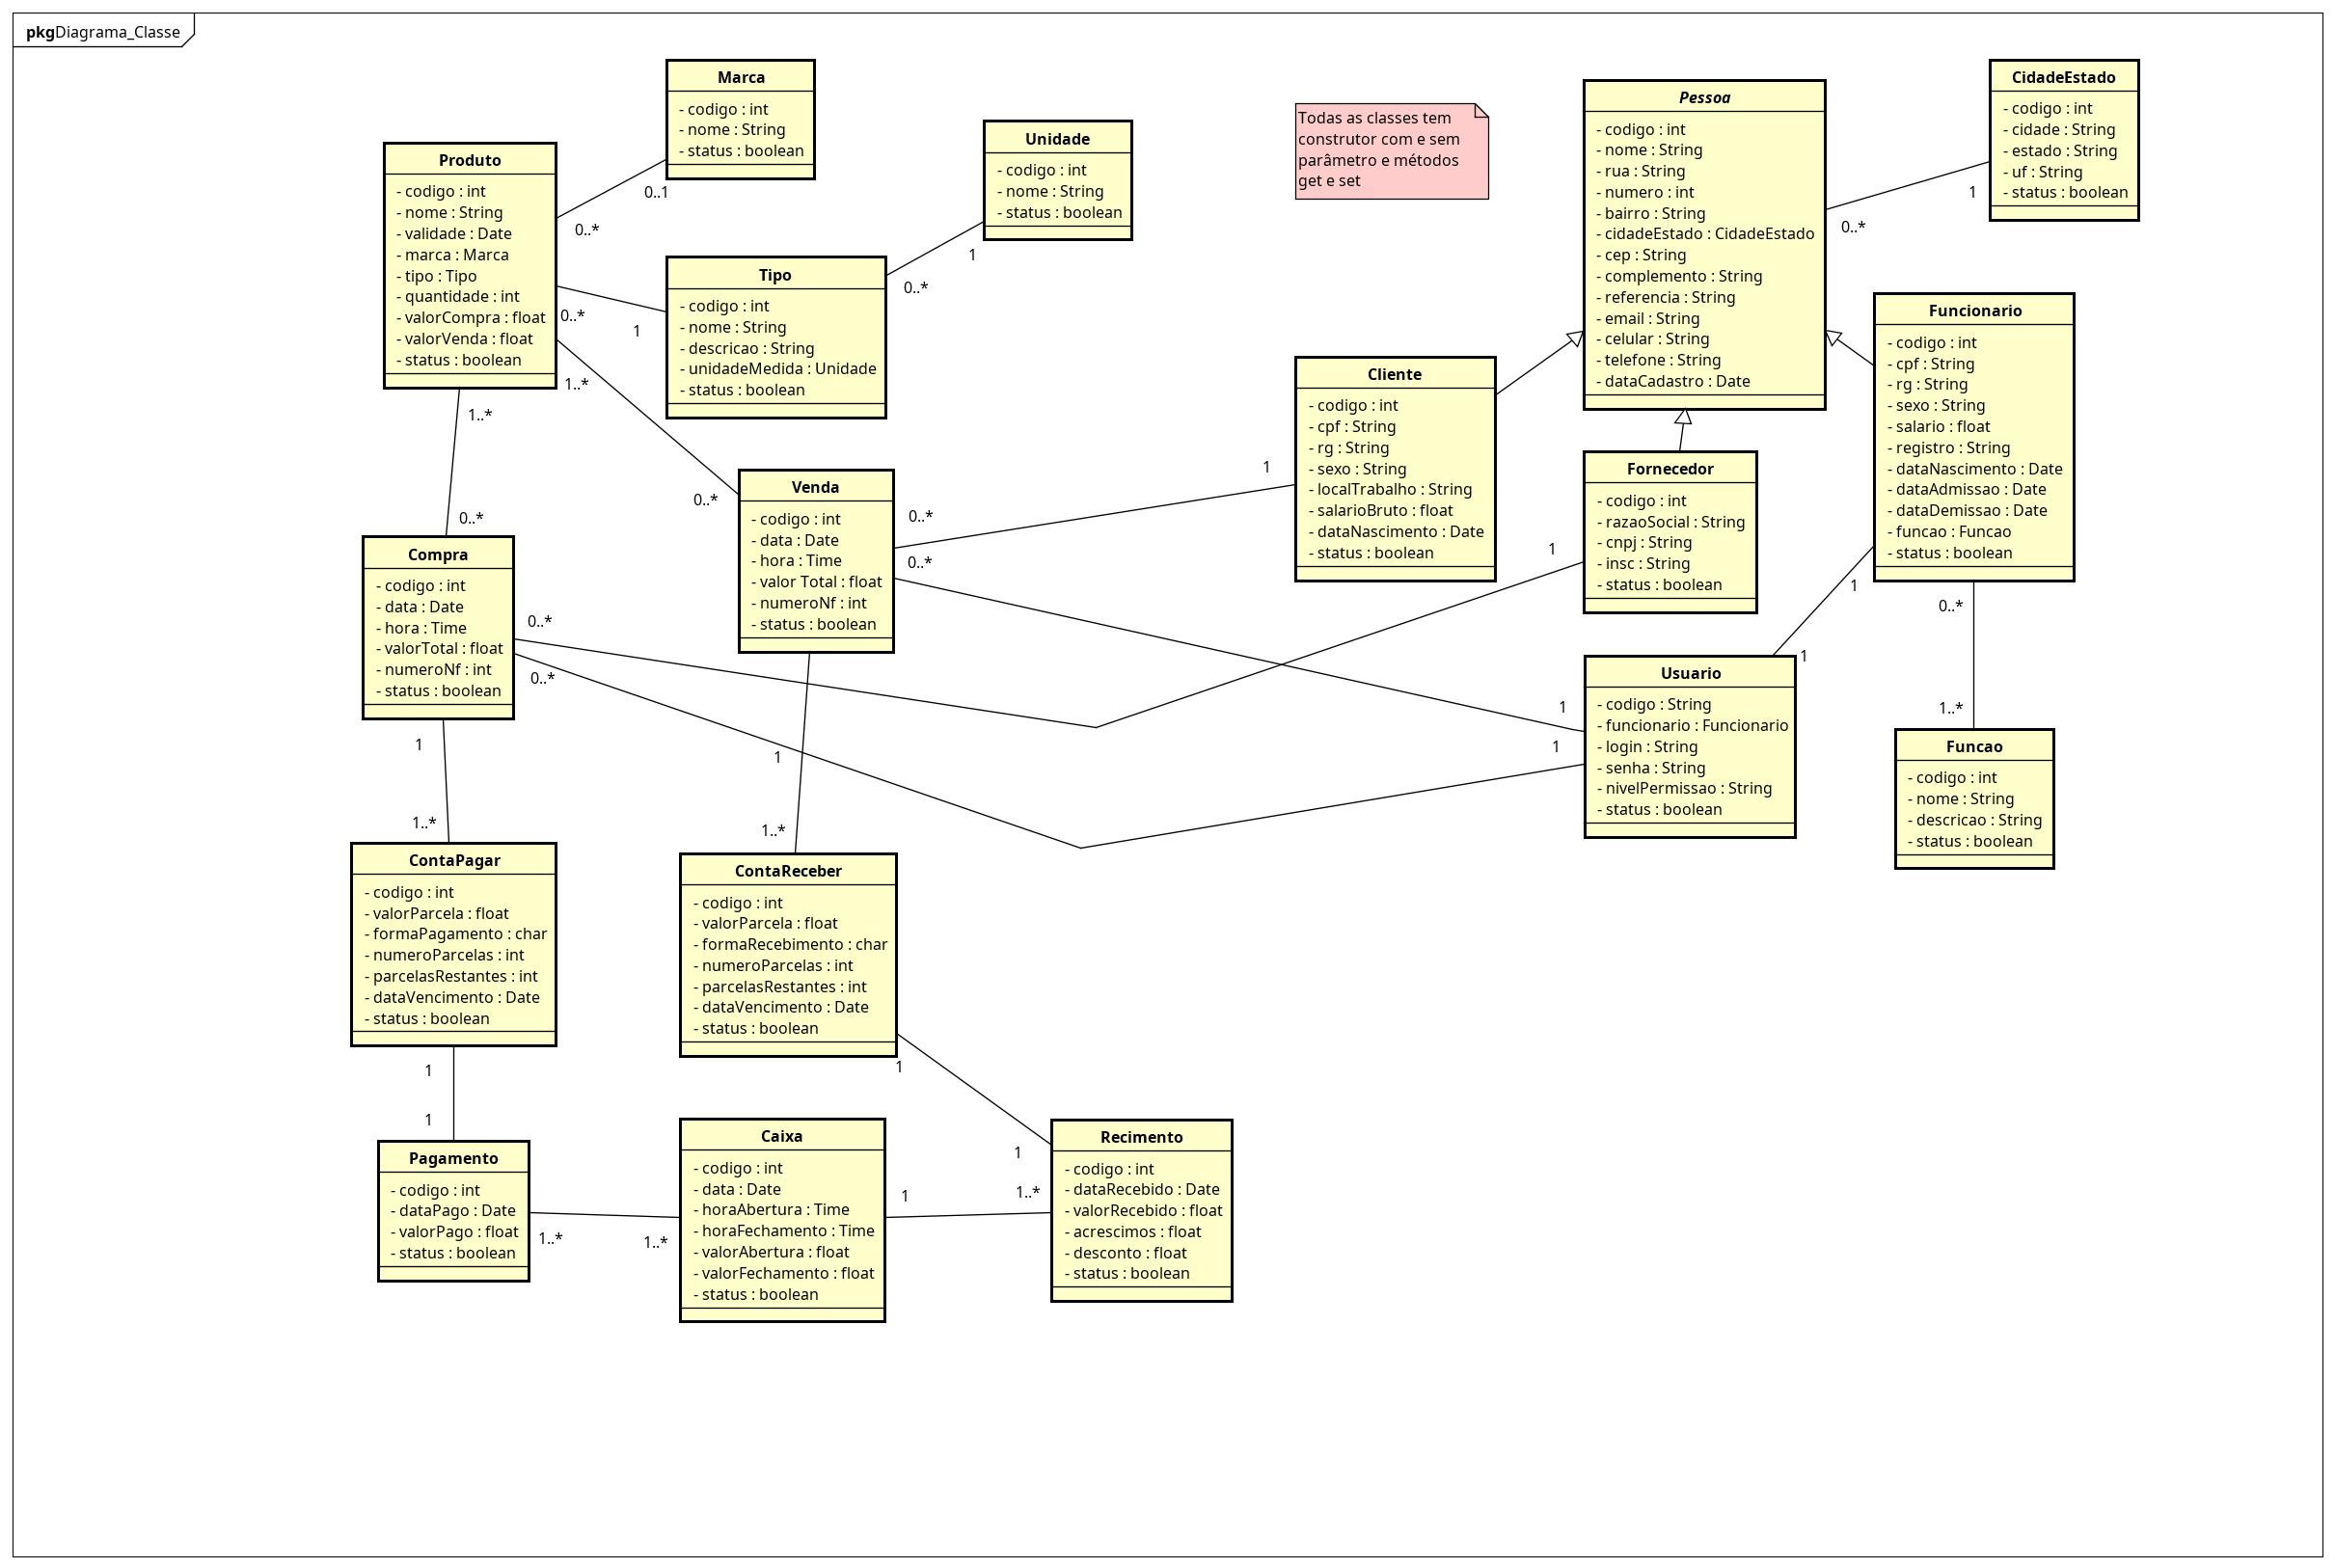 pkgDiagrama_Classe
Marca
- codigo : int
- nome : String
- status : boolean
Unidade
- codigo : int
- nome : String
- status : boolean
Todas as classes tem
construtor com e sem
parâmetro e métodos
get e set
Pessoa
- codigo : int
- nome : String
- rua : String
- numero : int
- bairro : String
- cidadeEstado : CidadeEstado
- cep : String
- complemento : String
- referencia : String
- email : String
- celular : String
- telefone : String
- dataCadastro : Date
CidadeEstado
- codigo : int
- cidade : String
- estado : String
- uf : String
- status : boolean
0..*
1
Produto
- codigo : int
- nome : String
- validade : Date
- marca : Marca
- tipo : Tipo
- quantidade : int
- valorCompra : float
- valorVenda : float
- status : boolean
0..1
0..*
0..*
1
1..*
1..*
Tipo
- codigo : int
- nome : String
- descricao : String
- unidadeMedida : Unidade
- status : boolean
1
0..*
Cliente
- codigo : int
- cpf : String
- rg : String
- sexo : String
- localTrabalho : String
- salarioBruto : float
- dataNascimento : Date
- status : boolean
1
Fornecedor
- codigo : int
- razaoSocial : String
- cnpj : String
- insc : String
- status : boolean
1
Funcionario
- codigo : int
- cpf : String
- rg : String
- sexo : String
- salario : float
- registro : String
- dataNascimento : Date
- dataAdmissao : Date
- dataDemissao : Date
- funcao : Funcao
- status : boolean
1
0..*
Venda
- codigo : int
- data : Date
- hora : Time
- valor Total : float
- numeroNf : int
- status : boolean
0..*
0..*
0..*
1
Compra
- codigo : int
- data : Date
- hora : Time
- valorTotal : float
- numeroNf : int
- status : boolean
0..*
0..*
0..*
1
Usuario
- codigo : String
- funcionario : Funcionario
- login : String
- senha : String
- nivelPermissao : String
- status : boolean
1
1
1
Funcao
- codigo : int
- nome : String
- descricao : String
- status : boolean
1..*
ContaPagar
- codigo : int
- valorParcela : float
- formaPagamento : char
- numeroParcelas : int
- parcelasRestantes : int
- dataVencimento : Date
- status : boolean
1..*
1
ContaReceber
- codigo : int
- valorParcela : float
- formaRecebimento : char
- numeroParcelas : int
- parcelasRestantes : int
- dataVencimento : Date
- status : boolean
1..*
1
Pagamento
- codigo : int
- dataPago : Date
- valorPago : float
- status : boolean
1
1..*
Caixa
- codigo : int
- data : Date
- horaAbertura : Time
- horaFechamento : Time
- valorAbertura : float
- valorFechamento : float
- status : boolean
1..*
1
Recimento
- codigo : int
- dataRecebido : Date
- valorRecebido : float
- acrescimos : float
- desconto : float
- status : boolean
1
1..*